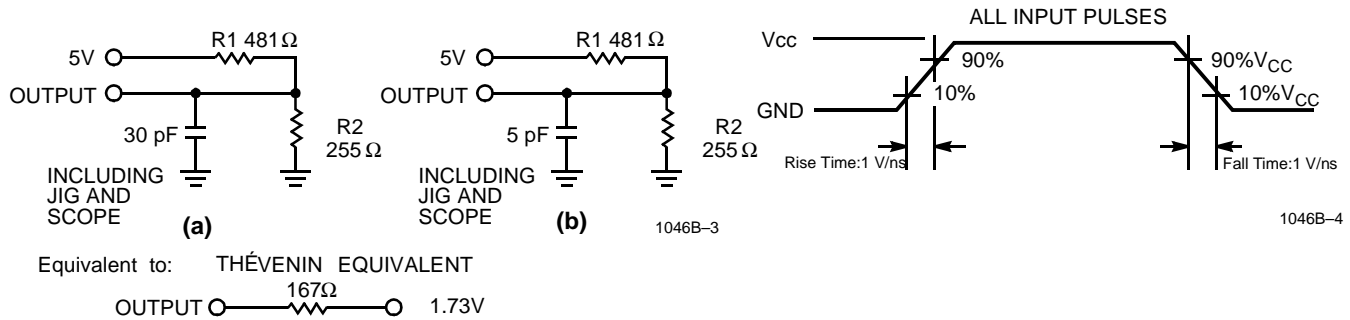 R1 481 Ω
5V
OUTPUT
30 pF
R2
255 Ω
INCLUDING
JIG AND
SCOPE
(a)
R1 481 Ω
5V
OUTPUT
5 pF
R2
255 Ω
INCLUDING
JIG AND
SCOPE
(b)
1046B–3
ALL INPUT PULSES
Vcc
90%
10%
GND
90%VCC
10%VCC
Rise Time:1 V/ns
Fall Time:1 V/ns
1046B–4
Equivalent to: THÉVENIN EQUIVALENT
167Ω
OUTPUT 1.73V